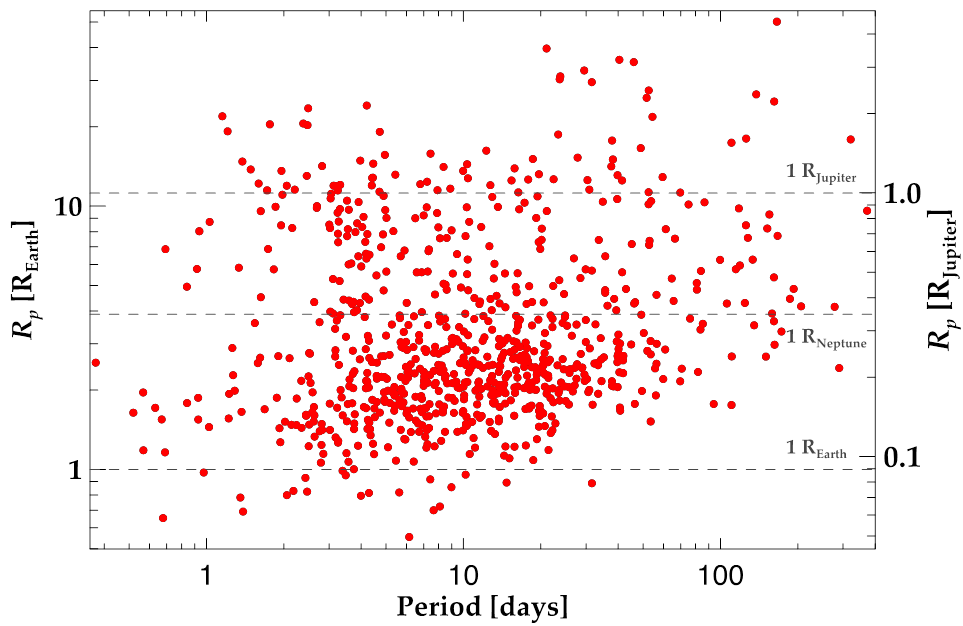 1 R_Jupiter
10
1.0
R_p [R_Earth]
R_p [R_Jupiter]
1 R_Neptune
1 R_Earth
1
0.1
1
10
100
Period [days]